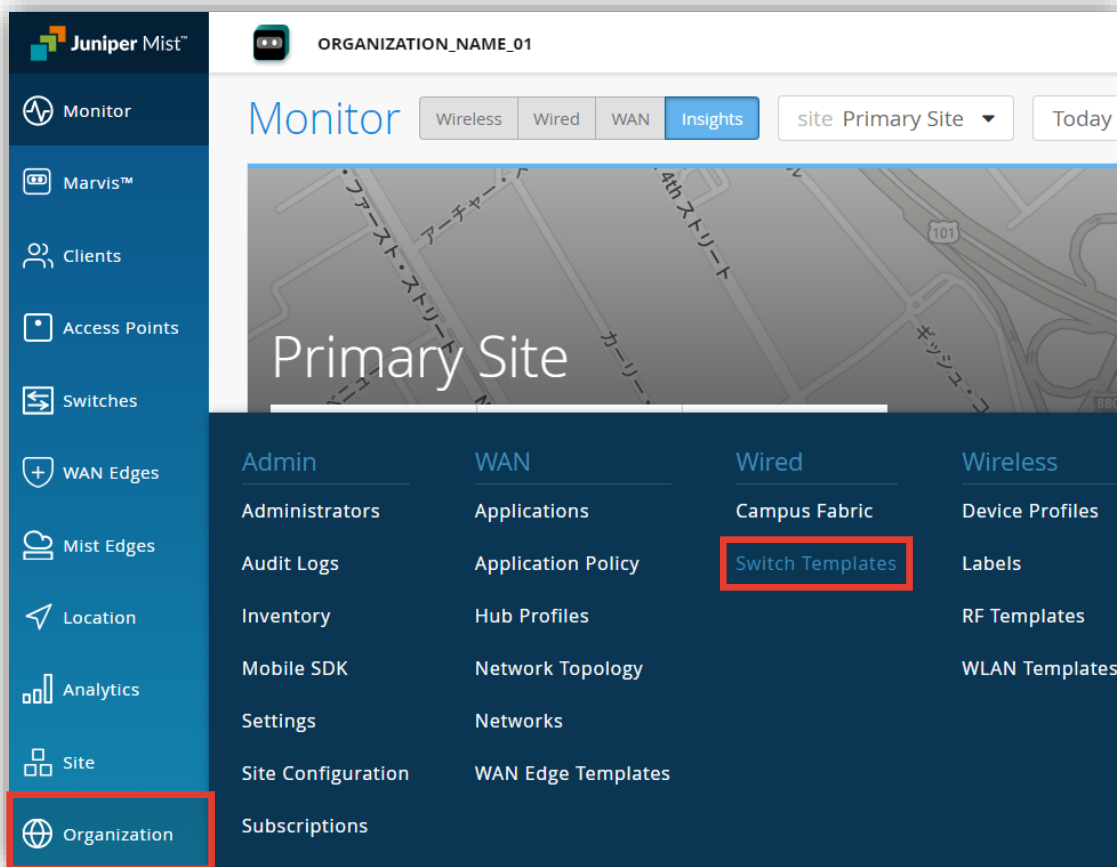 Juniper Mist™
ORGANIZATION_NAME_01
Monitor
Marvis™
Clients
Access Points
Switches
WAN Edges
Mist Edges
Location
Analytics
Site
Organization
Monitor
Wireless
Wired
WAN
Insights
site Primary Site
Today
ファースト・ストリート
アーチャー・
4th ストリート
101
カーリー・
ギッシュ・
880
Primary Site
Admin
Administrators
Audit Logs
Inventory
Mobile SDK
Settings
Site Configuration
Subscriptions
WAN
Applications
Application Policy
Hub Profiles
Network Topology
Networks
WAN Edge Templates
Wired
Campus Fabric
Switch Templates
Wireless
Device Profiles
Labels
RF Templates
WLAN Templates